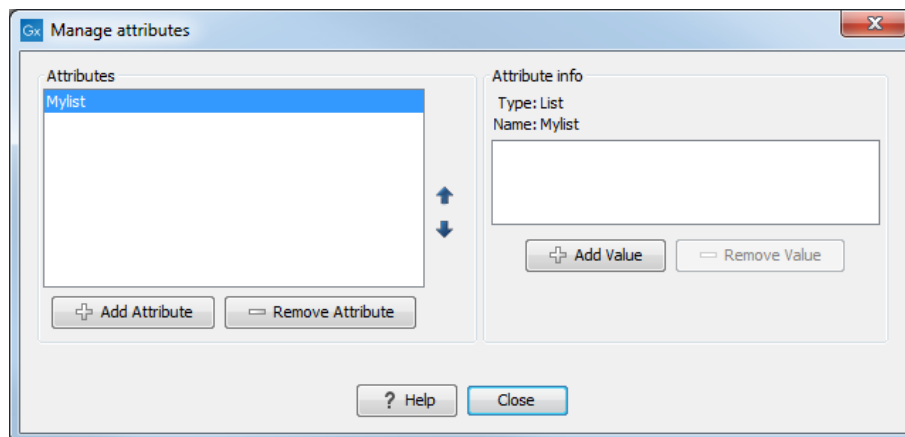 Gx Manage attributes
Attributes
Mylist
Add Attribute
Remove Attribute
Attribute info
Type: List
Name: Mylist
Add Value
Remove Value
? Help
Close